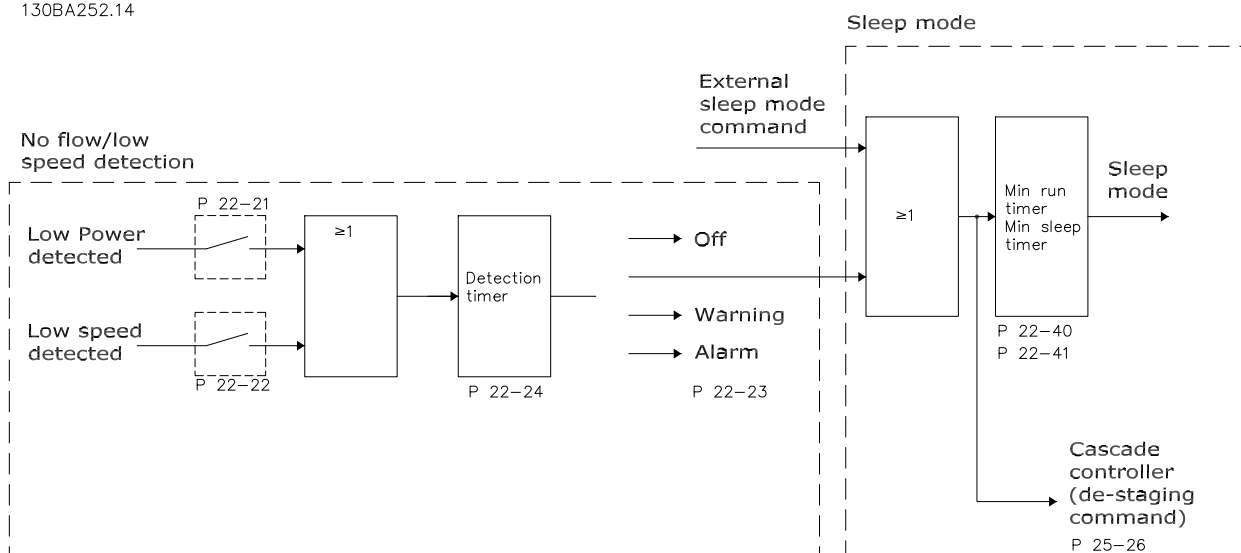 130BA252.14
Sleep mode
External
sleep mode
command
No flow/low
speed detection
P 22-21
Low Power
detected
≥1
Detection
timer
Off
≥1
Min run
timer
Min sleep
timer
Sleep
mode
Low speed
detected
P 22-22
P 22-24
Warning
Alarm
P 22-23
P 22-40
P 22-41
Cascade
controller
(de-staging
command)
P 25-26